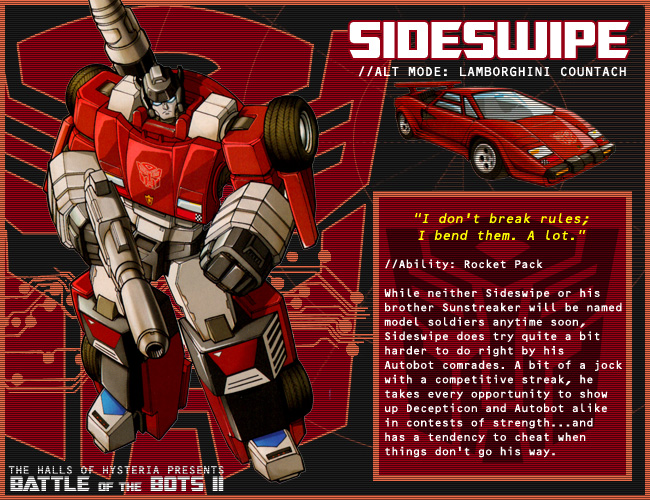 SIDESWIPE
//ALT MODE: LAMBORGHINI COUNTACH
"I don't break rules;
I bend them. A lot."
//Ability: Rocket Pack
While neither Sideswipe or his
brother Sunstreaker will be named
model soldiers anytime soon,
Sideswipe does try quite a bit
harder to do right by his
Autobot comrades. A bit of a jock
with a competitive streak, he
takes every opportunity to show
up Decepticon and Autobot alike
in contests of strength...and
has a tendency to cheat when
things don't go his way.
THE HALLS OF HYSTERIA PRESENTS
BATTLE OF THE BOTS II